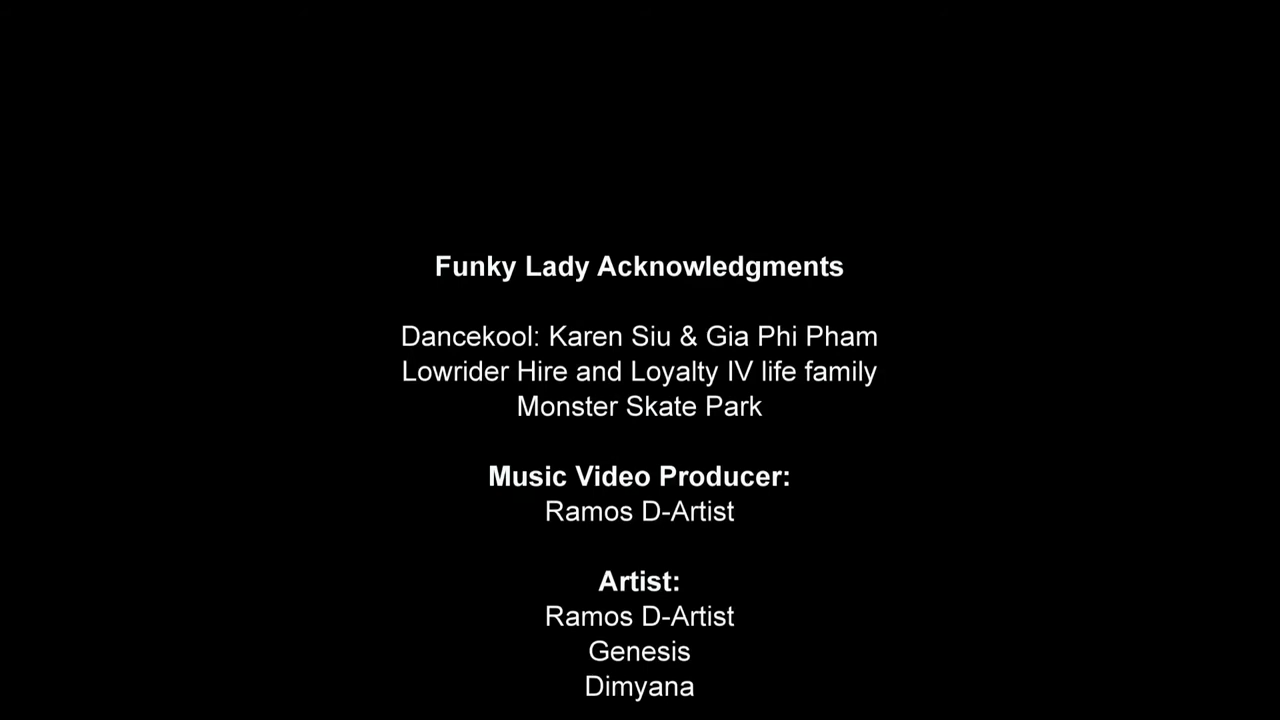 Funky Lady Acknowledgments
Dancekool: Karen Siu & Gia Phi Pham
Lowrider Hire and Loyalty IV life family
Monster Skate Park
Music Video Producer:
Ramos D-Artist
Artist:
Ramos D-Artist
Genesis
Dimyana